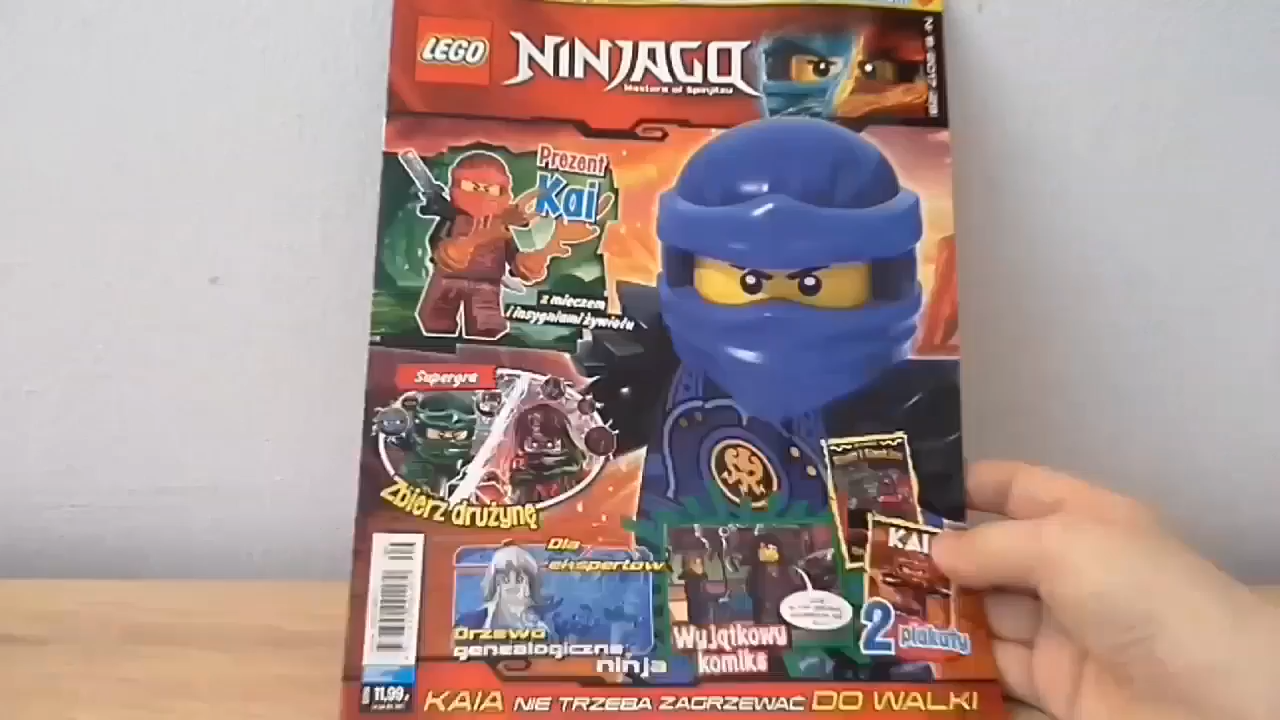 LEGO NINJAGO
Masters of Spinjitzu
Prezent
Kai
z mieczem
i insygniami żywiołu
Supergra
Zbierz drużynę
Dla
ekspertów
Drzewo
genealogiczne
ninja
Wyjątkowy
komiks
KAI
2 plakaty
11,99
KAIA NIE TRZEBA ZAGRZEWAĆ DO WALKI